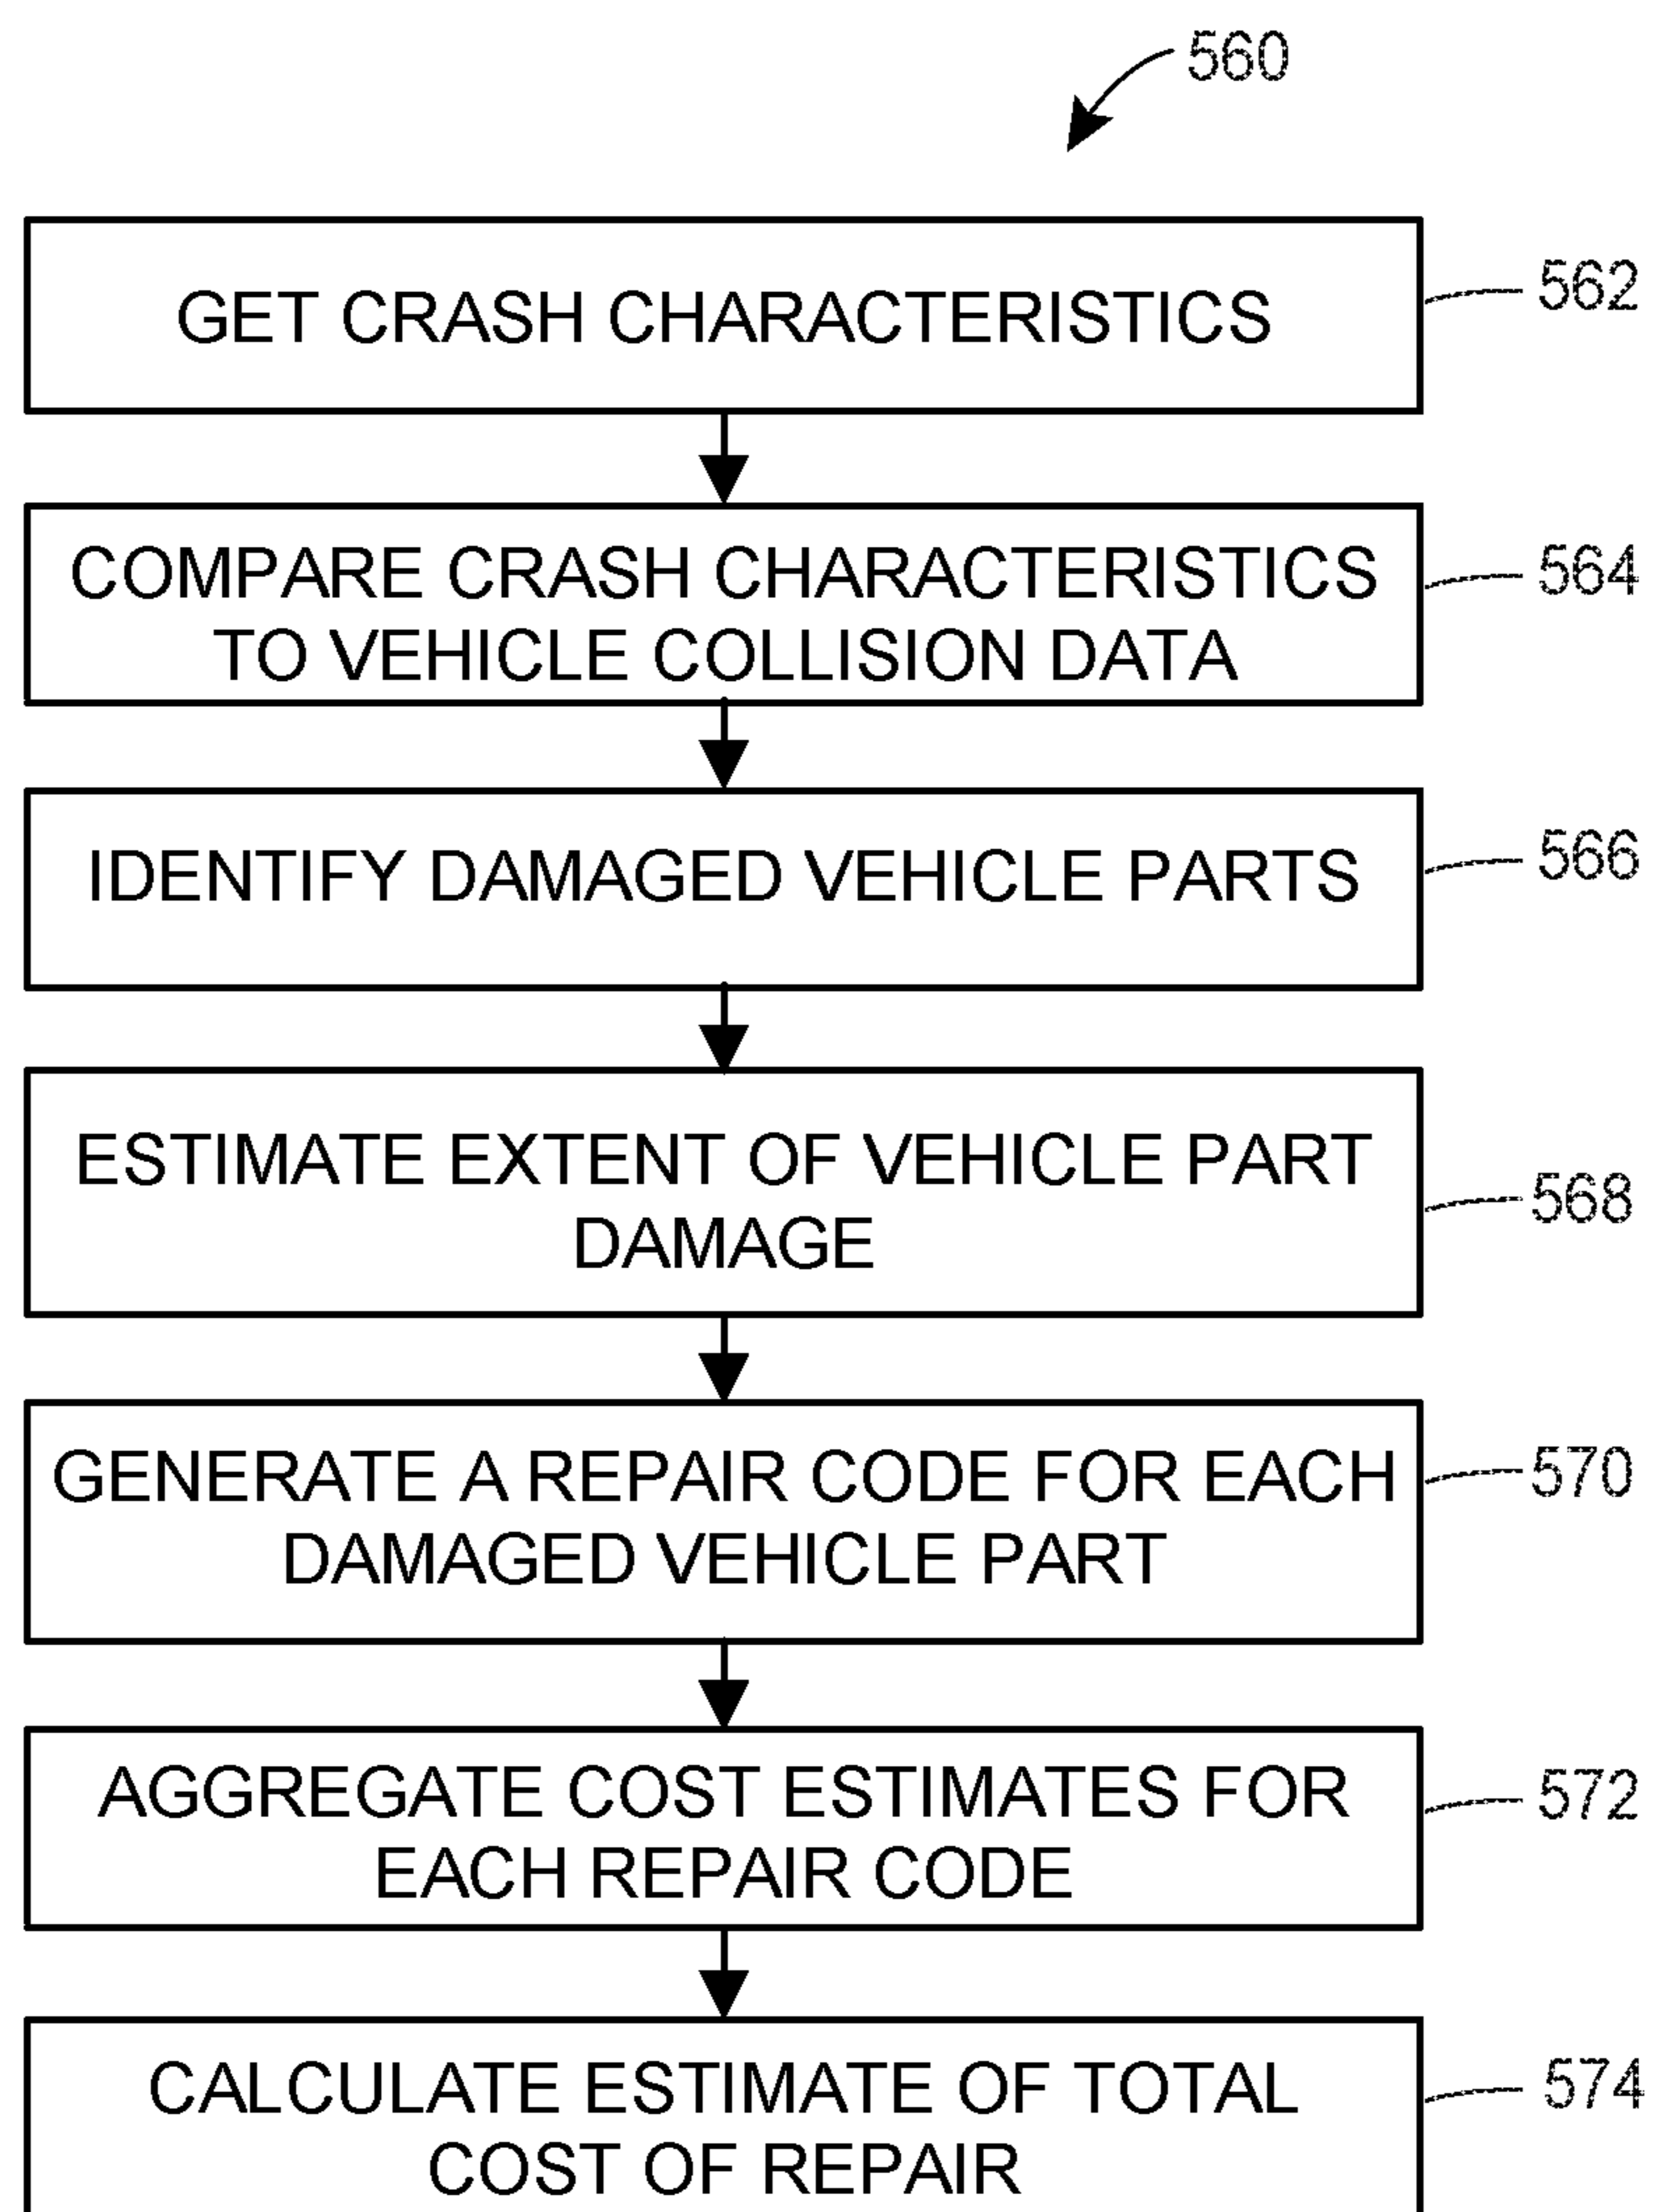 560
GET CRASH CHARACTERISTICS
562
COMPARE CRASH CHARACTERISTICS
TO VEHICLE COLLISION DATA
564
IDENTIFY DAMAGED VEHICLE PARTS
566
ESTIMATE EXTENT OF VEHICLE PART
DAMAGE
568
GENERATE A REPAIR CODE FOR EACH
DAMAGED VEHICLE PART
570
AGGREGATE COST ESTIMATES FOR
EACH REPAIR CODE
572
CALCULATE ESTIMATE OF TOTAL
COST OF REPAIR
574